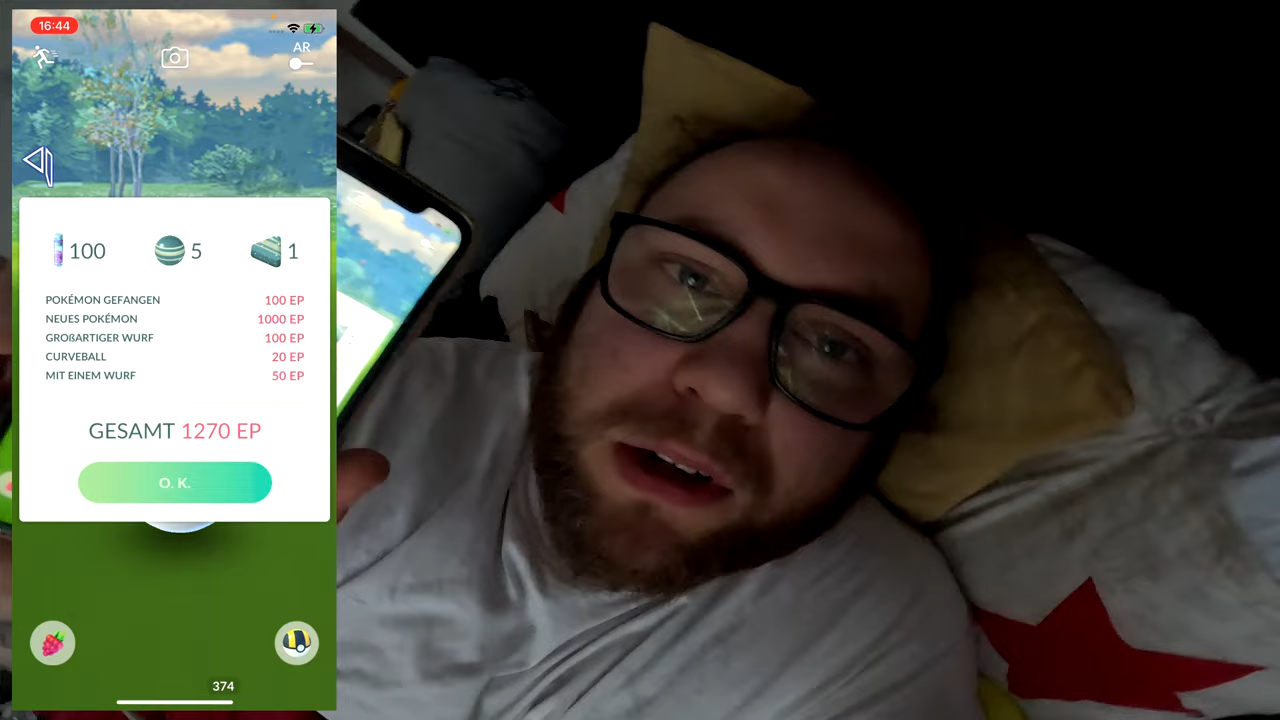 16:44
AR
100 5 1
POKÉMON GEFANGEN 100 EP
NEUES POKÉMON 1000 EP
GROẞARTIGER WURF 100 EP
CURVEBALL 20 EP
MIT EINEM WURF 50 EP
GESAMT 1270 EP
O. K.
374